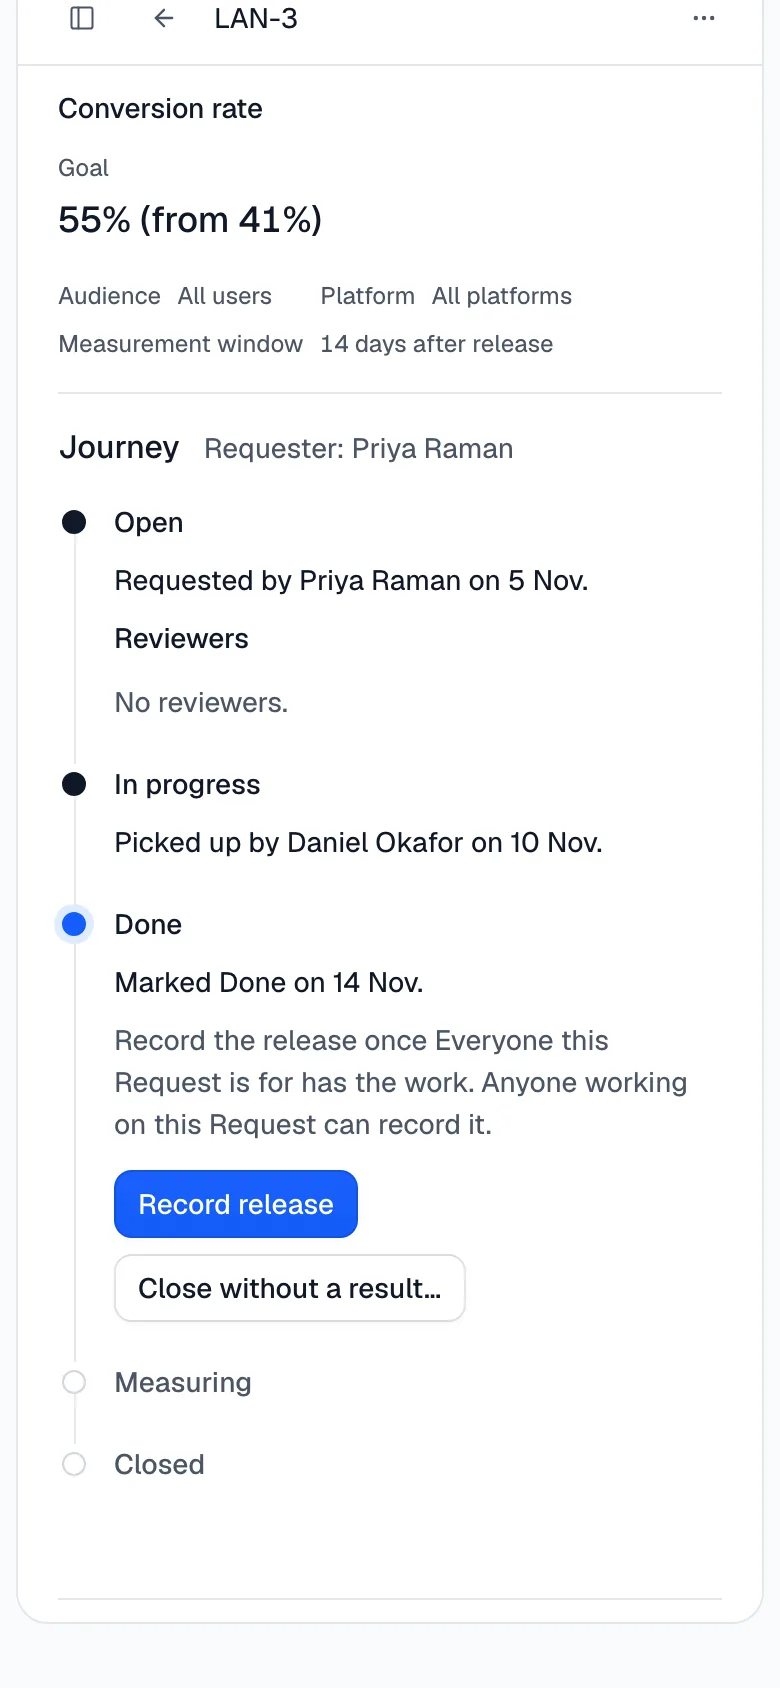 LAN-3
Conversion rate
Goal
55% (from 41%)
Audience All users Platform All platforms
Measurement window 14 days after release
Journey Requester: Priya Raman
Open
Requested by Priya Raman on 5 Nov.
Reviewers
No reviewers.
In progress
Picked up by Daniel Okafor on 10 Nov.
Done
Marked Done on 14 Nov.
Record the release once Everyone this
Request is for has the work. Anyone working
on this Request can record it.
Record release
Close without a result…
Measuring
Closed